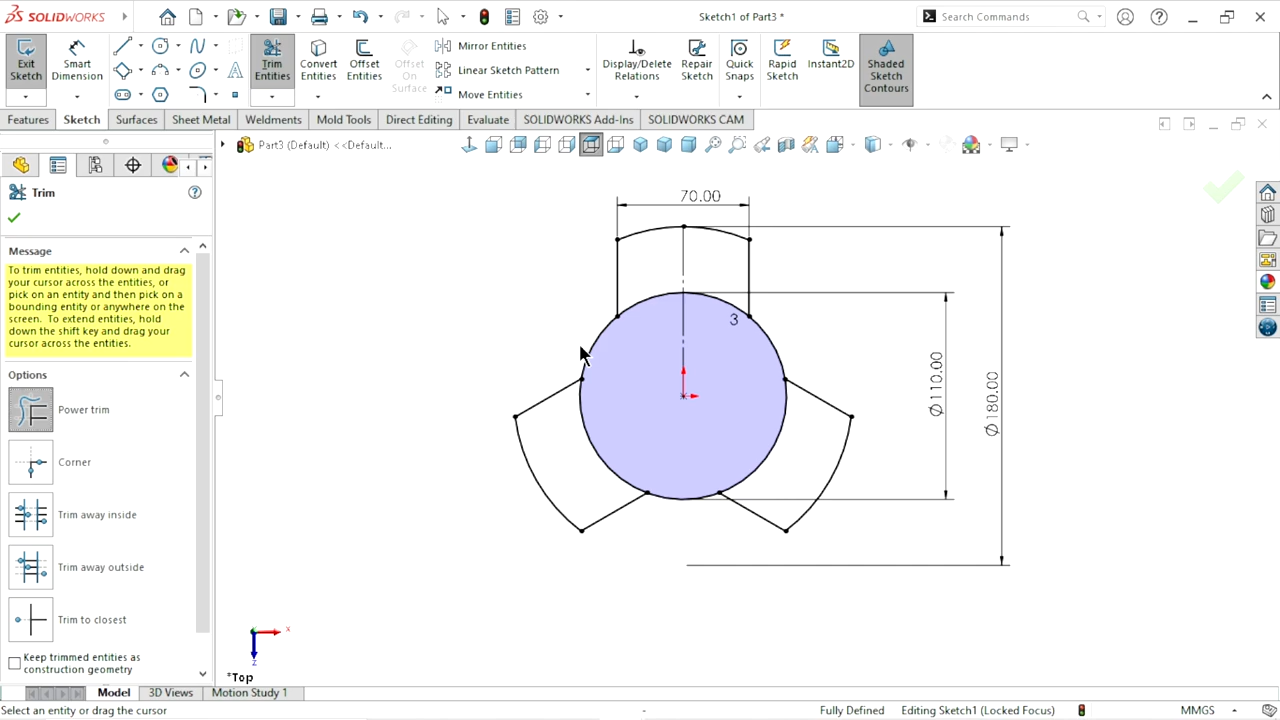 SOLIDWORKS
Sketch1 of Part3 *
Search Commands
Exit Sketch
Smart Dimension
Trim Entities
Convert Entities
Offset Entities
Offset On Surface
Mirror Entities
Linear Sketch Pattern
Move Entities
Display/Delete Relations
Repair Sketch
Quick Snaps
Rapid Sketch
Instant2D
Shaded Sketch Contours
Features
Sketch
Surfaces
Sheet Metal
Weldments
Mold Tools
Direct Editing
Evaluate
SOLIDWORKS Add-Ins
SOLIDWORKS CAM
Part3 (Default) <<Default...
Trim
Message
To trim entities, hold down and drag
your cursor across the entities, or
pick on an entity and then pick on a
bounding entity or anywhere on the
screen. To extend entities, hold
down the shift key and drag your
cursor across the entities.
Options
Power trim
Corner
Trim away inside
Trim away outside
Trim to closest
Keep trimmed entities as
construction geometry
70.00
3
Ø110.00
Ø180.00
x
z
*Top
Model
3D Views
Motion Study 1
Select an entity or drag the cursor
-
Fully Defined
Editing Sketch1 (Locked Focus)
MMGS